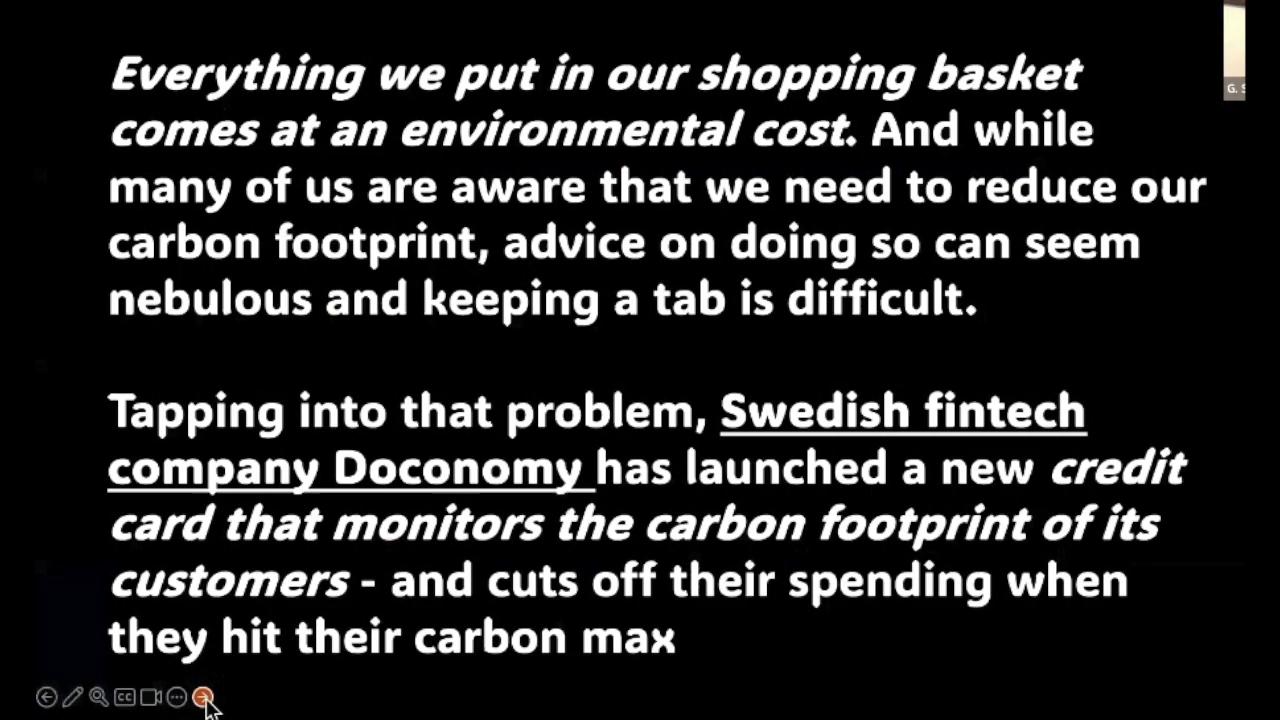 Everything we put in our shopping basket
comes at an environmental cost. And while
many of us are aware that we need to reduce our
carbon footprint, advice on doing so can seem
nebulous and keeping a tab is difficult.
Tapping into that problem, Swedish fintech
company Doconomy has launched a new credit
card that monitors the carbon footprint of its
customers - and cuts off their spending when
they hit their carbon max
G. S
CC